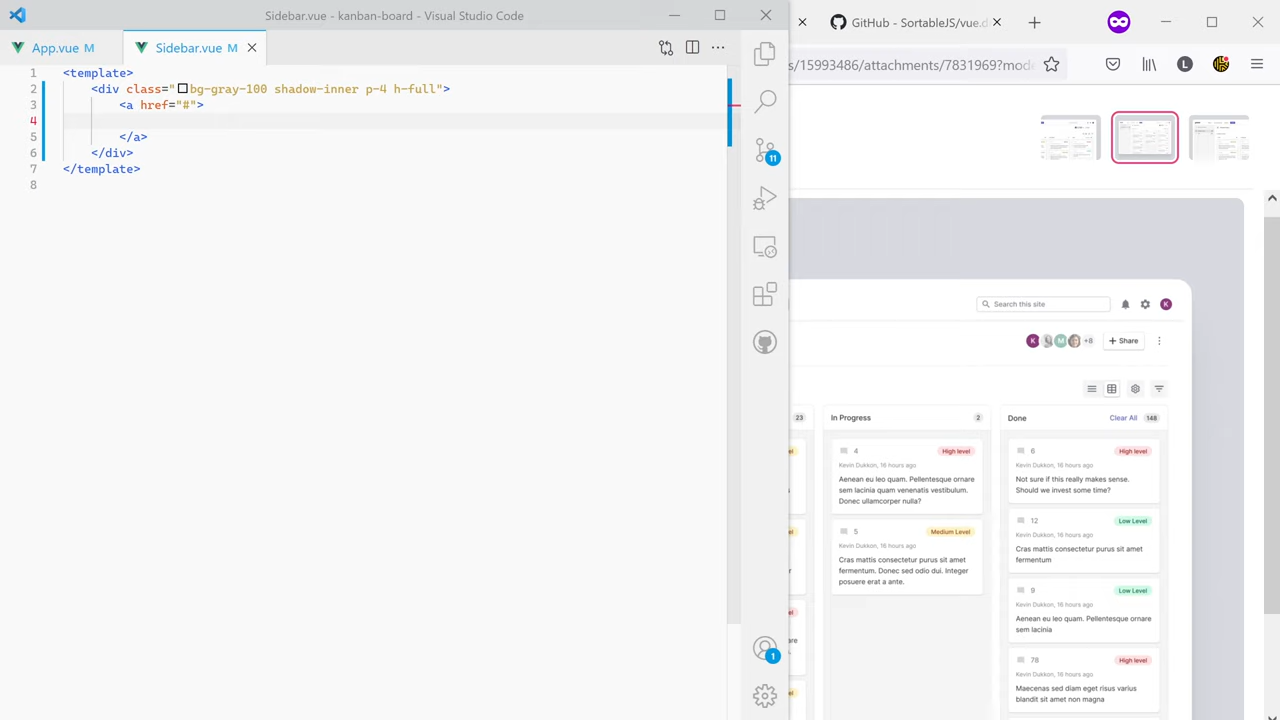 Sidebar.vue - kanban-board - Visual Studio Code
App.vue M
Sidebar.vue M
1 <template>
2 <div class="bg-gray-100 shadow-inner p-4 h-full">
3 <a href="#">
4
5 </a>
6 </div>
7 </template>
8
11
1
GitHub - SortableJS/vue.d
s/15993486/attachments/7831969?mode
L
Search this site
K
K
M
+8
+ Share
23
In Progress
2
Done
Clear All
148
el
4
High level
Kevin Dukkon, 16 hours ago
Aenean eu leo quam. Pellentesque ornare
sem lacinia quam venenatis vestibulum.
Donec ullamcorper nulla?
el
5
Medium Level
Kevin Dukkon, 16 hours ago
Cras mattis consectetur purus sit amet
fermentum. Donec sed odio dui. Integer
posuere erat a ante.
el
are
el
6
High level
Kevin Dukkon, 16 hours ago
Not sure if this really makes sense.
Should we invest some time?
12
Low Level
Kevin Dukkon, 16 hours ago
Cras mattis consectetur purus sit amet
fermentum
9
Low Level
Kevin Dukkon, 16 hours ago
Aenean eu leo quam. Pellentesque ornare
sem lacinia
78
High level
Kevin Dukkon, 16 hours ago
Maecenas sed diam eget risus varius
blandit sit amet non magna